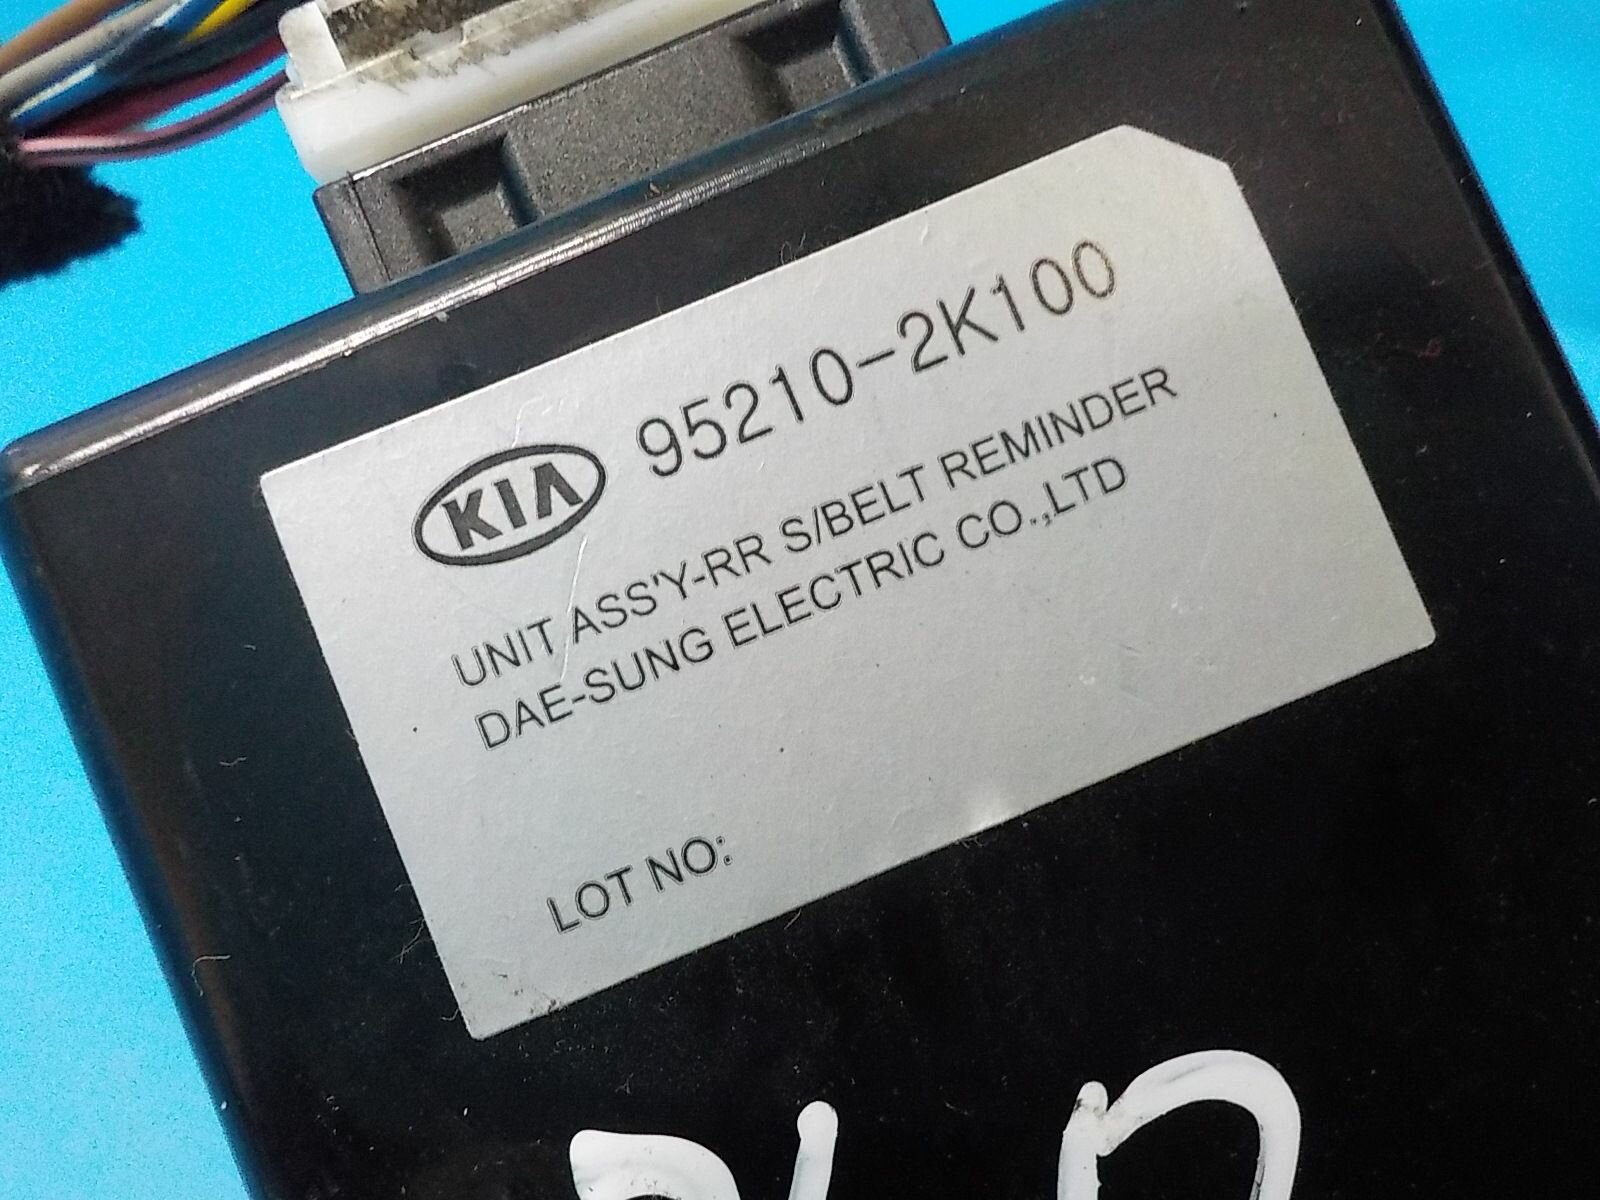 KIA 95210-2K100
UNIT ASS'Y-RR S/BELT REMINDER
DAE-SUNG ELECTRIC CO.,LTD
LOT NO: